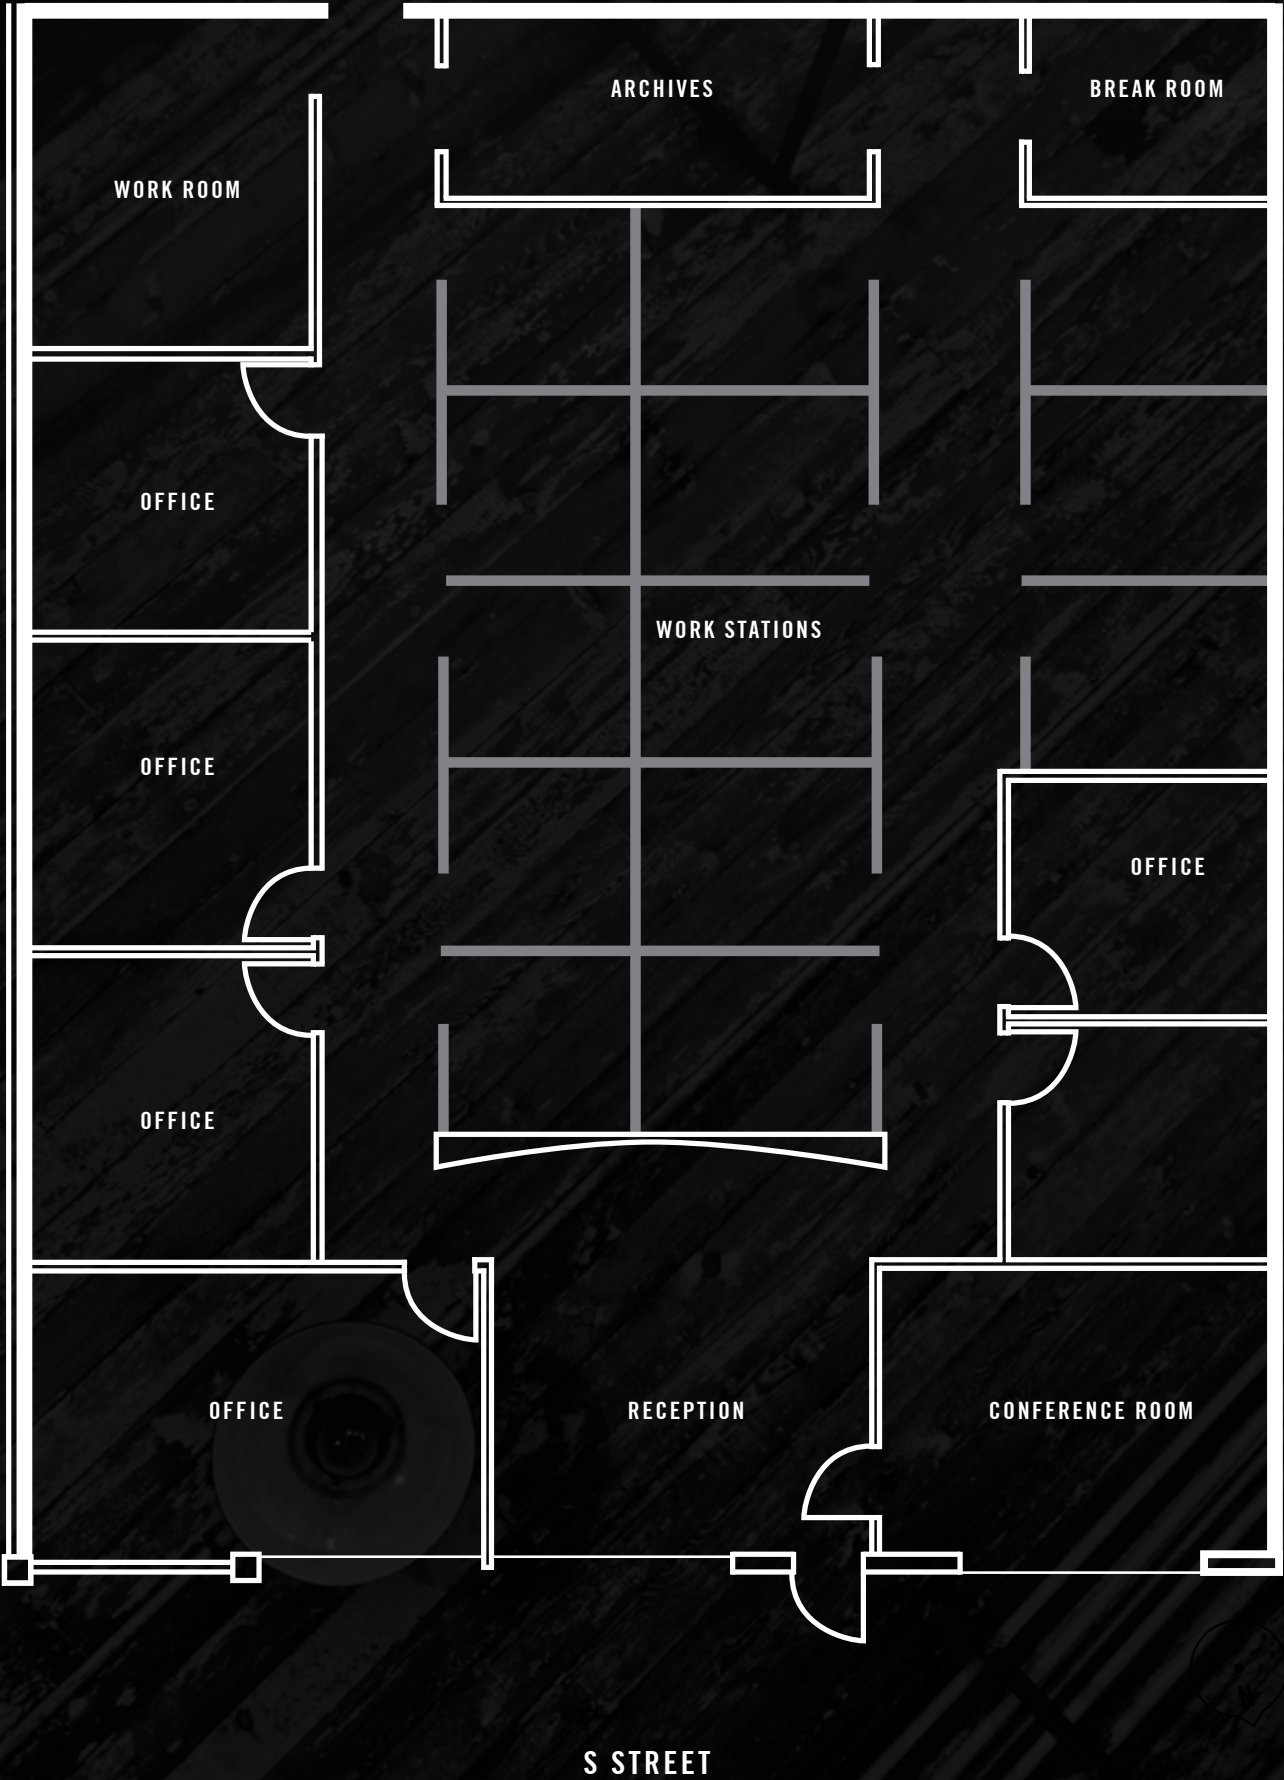 ARCHIVES
BREAK ROOM
WORK ROOM
OFFICE
WORK STATIONS
OFFICE
OFFICE
OFFICE
OFFICE
RECEPTION
CONFERENCE ROOM
S STREET